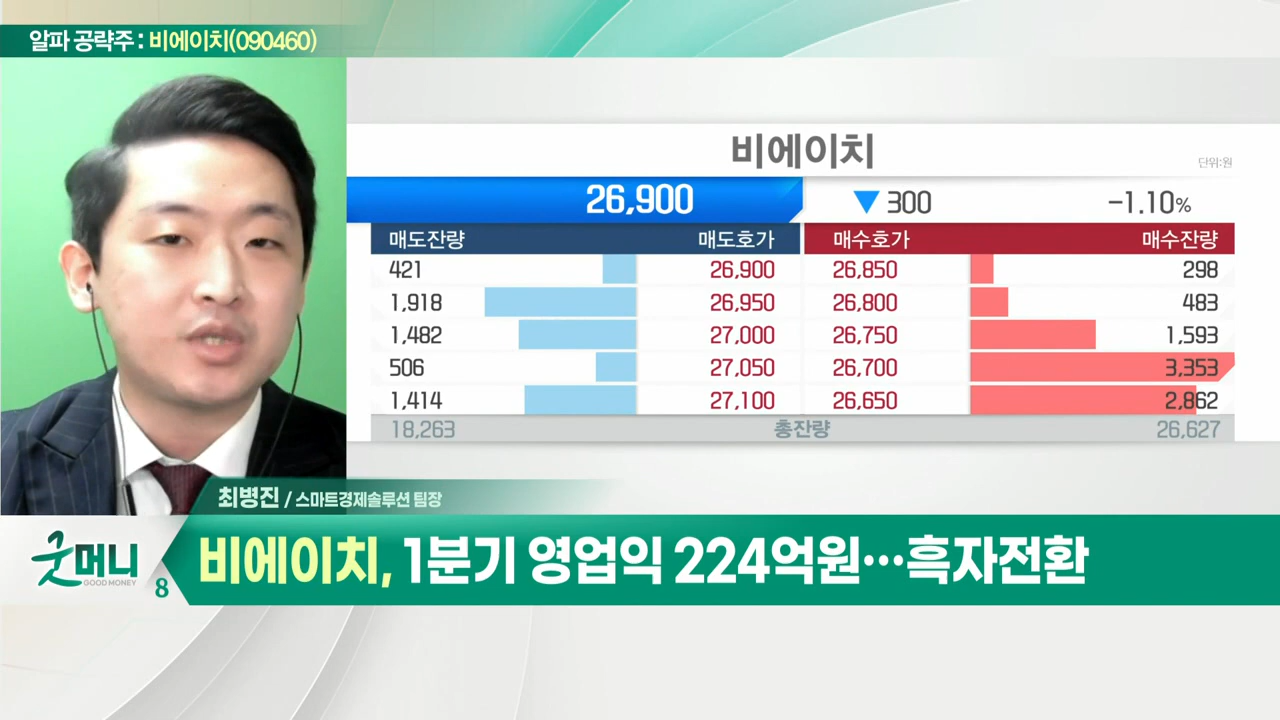 알파 공략주 : 비에이치(090460)
비에이치
단위:원
26,900 ▼ 300 -1.10%
매도잔량 매도호가 매수호가 매수잔량
421 26,900 26,850 298
1,918 26,950 26,800 483
1,482 27,000 26,750 1,593
506 27,050 26,700 3,353
1,414 27,100 26,650 2,862
18,263 총잔량 26,627
최병진 / 스마트경제솔루션 팀장
굿머니
GOOD MONEY
8
비에이치, 1분기 영업익 224억원…흑자전환